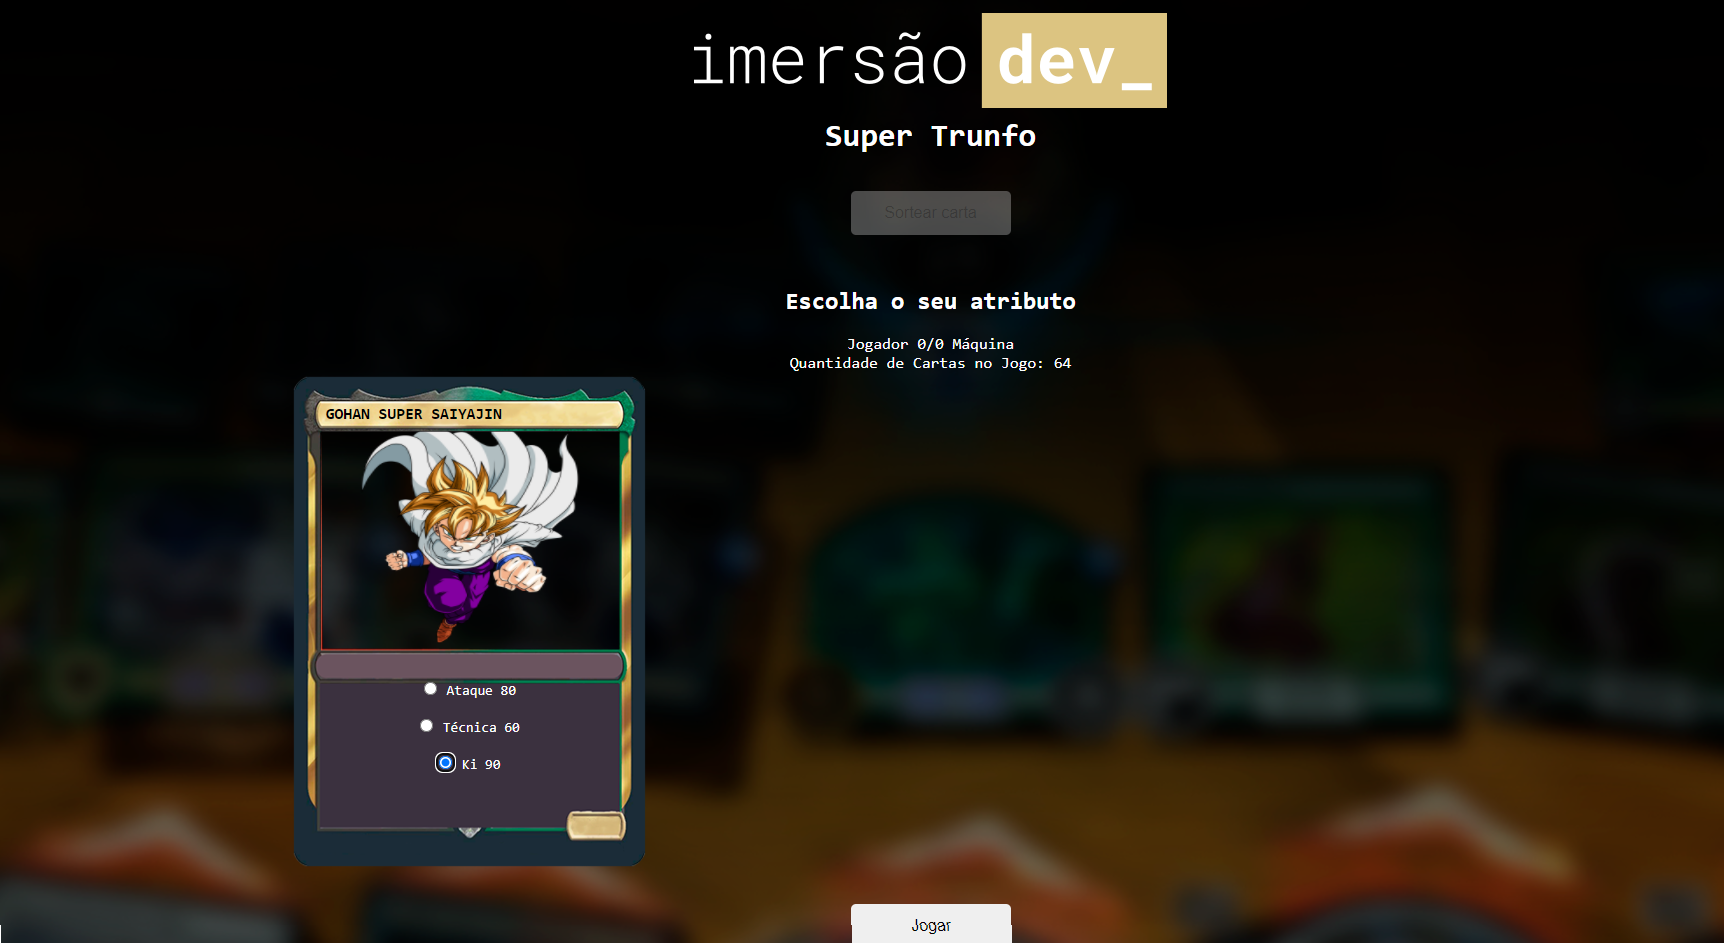 imersão dev_
Super Trunfo
Sortear carta
Escolha o seu atributo
Jogador 0/0 Máquina
Quantidade de Cartas no Jogo: 64
GOHAN SUPER SAIYAJIN
Ataque 80
Técnica 60
Ki 90
Jogar